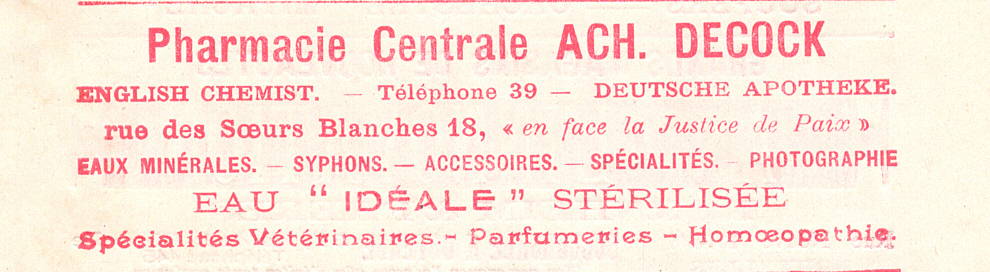 Pharmacie Centrale ACH. DECOCK
ENGLISH CHEMIST. — Téléphone 39 — DEUTSCHE APOTHEKE.
rue des Sœurs Blanches 18, « en face la Justice de Paix »
EAUX MINÉRALES. — SYPHONS. — ACCESSOIRES. — SPÉCIALITÉS. - PHOTOGRAPHIE
EAU “ IDÉALE ” STÉRILISÉE
Spécialités Vétérinaires.- Parfumeries - Homœopathie.